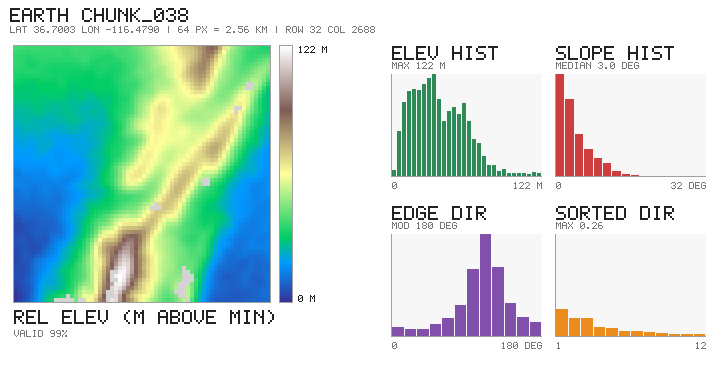 EARTH CHUNK_038
LAT 36.7003 LON -116.4790 | 64 PX = 2.56 KM | ROW 32 COL 2688
122 M
0 M
REL ELEV (M ABOVE MIN)
VALID 99%
ELEV HIST
MAX 122 M
0 122 M
SLOPE HIST
MEDIAN 3.0 DEG
0 32 DEG
EDGE DIR
MOD 180 DEG
0 180 DEG
SORTED DIR
MAX 0.26
1 12